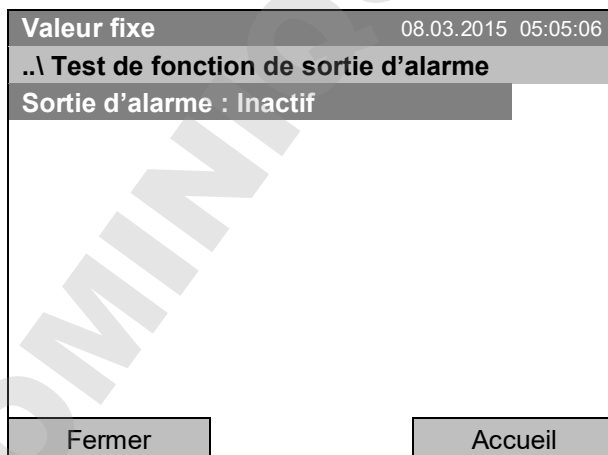 Valeur fixe 08.03.2015 05:05:06
..\ Test de fonction de sortie d’alarme
Sortie d’alarme : Inactif
Fermer Accueil